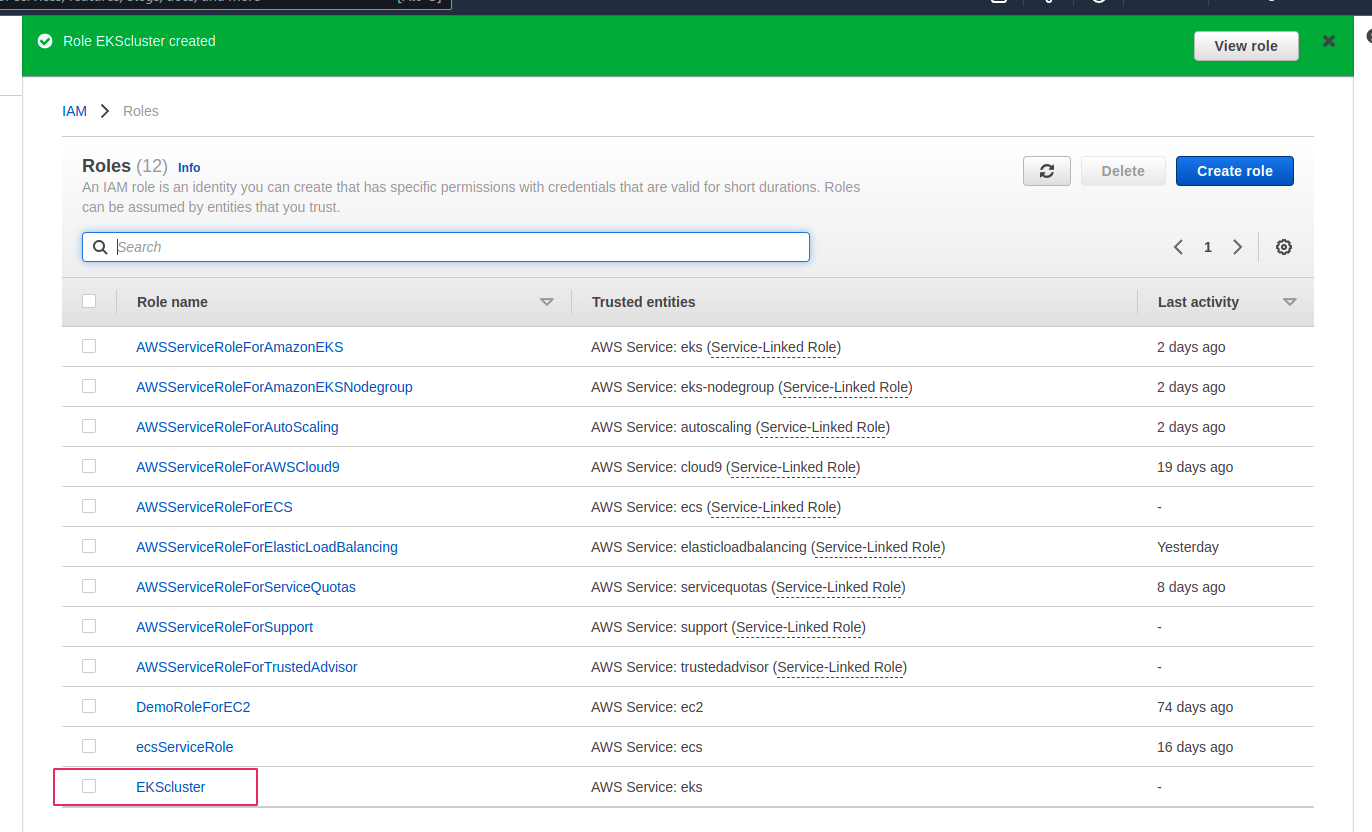 Role EKScluster created
View role
IAM > Roles
Roles (12) Info
An IAM role is an identity you can create that has specific permissions with credentials that are valid for short durations. Roles
can be assumed by entities that you trust.
Delete
Create role
Search
1
Role name Trusted entities Last activity
AWSServiceRoleForAmazonEKS AWS Service: eks (Service-Linked Role) 2 days ago
AWSServiceRoleForAmazonEKSNodegroup AWS Service: eks-nodegroup (Service-Linked Role) 2 days ago
AWSServiceRoleForAutoScaling AWS Service: autoscaling (Service-Linked Role) 2 days ago
AWSServiceRoleForAWSCloud9 AWS Service: cloud9 (Service-Linked Role) 19 days ago
AWSServiceRoleForECS AWS Service: ecs (Service-Linked Role) -
AWSServiceRoleForElasticLoadBalancing AWS Service: elasticloadbalancing (Service-Linked Role) Yesterday
AWSServiceRoleForServiceQuotas AWS Service: servicequotas (Service-Linked Role) 8 days ago
AWSServiceRoleForSupport AWS Service: support (Service-Linked Role) -
AWSServiceRoleForTrustedAdvisor AWS Service: trustedadvisor (Service-Linked Role) -
DemoRoleForEC2 AWS Service: ec2 74 days ago
ecsServiceRole AWS Service: ecs 16 days ago
EKScluster AWS Service: eks -